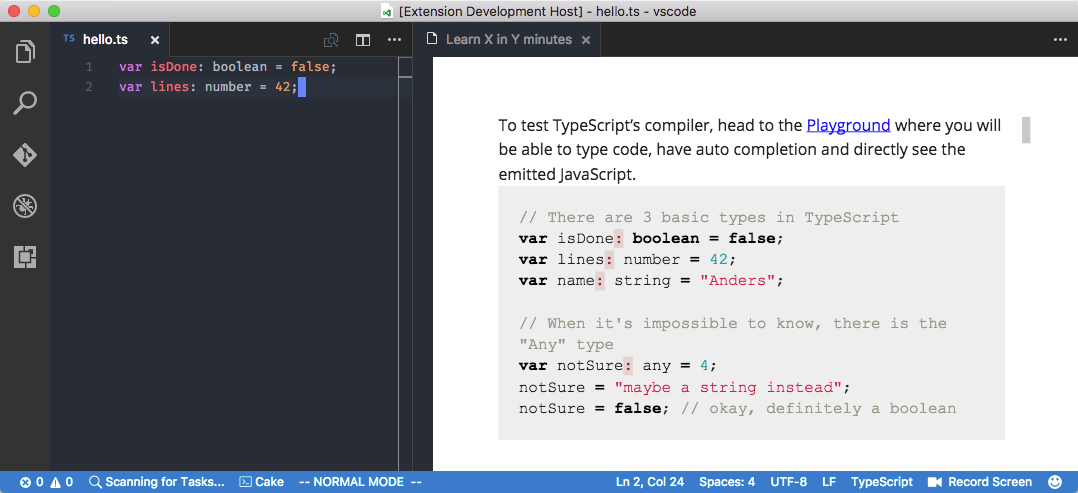 [Extension Development Host] - hello.ts - vscode
TS hello.ts ×
1 var isDone: boolean = false;
2 var lines: number = 42;
Learn X in Y minutes ×
To test TypeScript’s compiler, head to the Playground where you will
be able to type code, have auto completion and directly see the
emitted JavaScript.
// There are 3 basic types in TypeScript
var isDone: boolean = false;
var lines: number = 42;
var name: string = "Anders";
// When it's impossible to know, there is the
"Any" type
var notSure: any = 4;
notSure = "maybe a string instead";
notSure = false; // okay, definitely a boolean
0 0 Scanning for Tasks... Cake -- NORMAL MODE -- Ln 2, Col 24 Spaces: 4 UTF-8 LF TypeScript Record Screen